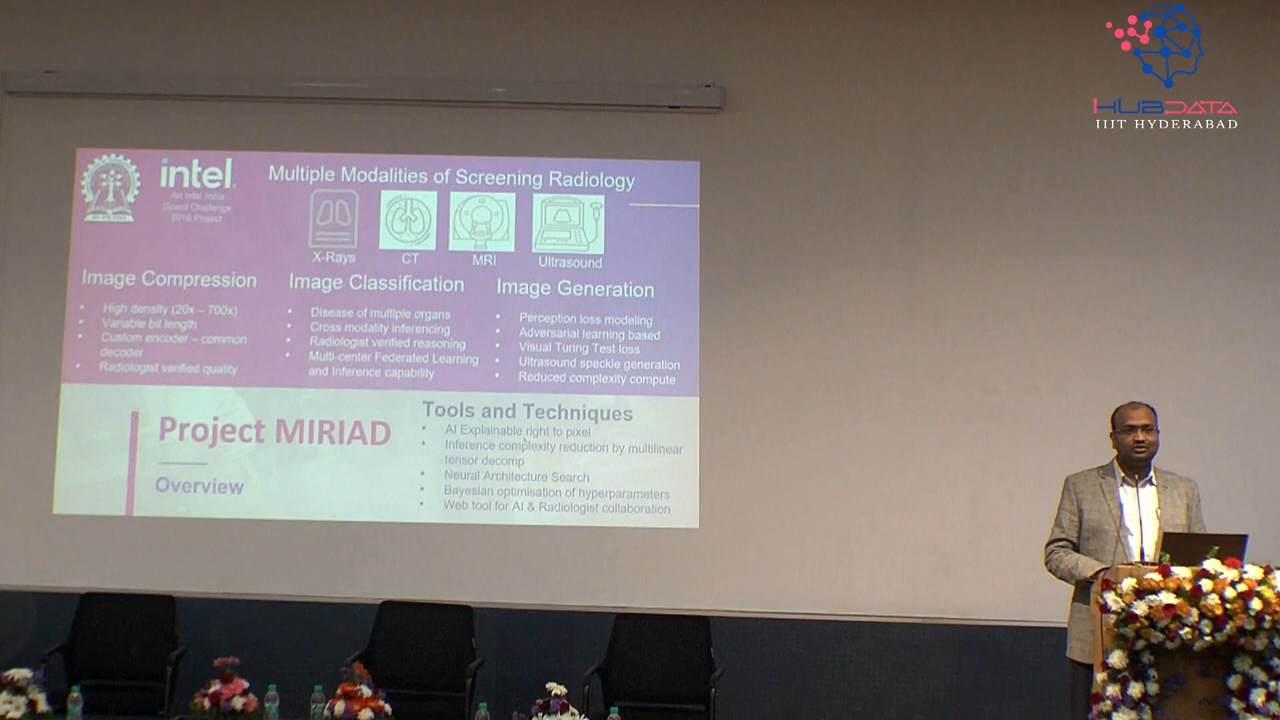 HUBDATA
IIIT HYDERABAD
intel.
An Intel India
Grand Challenge
2016 Project
Multiple Modalities of Screening Radiology
X-Rays
CT
MRI
Ultrasound
Image Compression
• High density (20x – 700x)
• Variable bit length
• Custom encoder – common
decoder
• Radiologist verified quality
Image Classification
• Disease of multiple organs
• Cross modality inferencing
• Radiologist verified reasoning
• Multi-center Federated Learning
and Inference capability
Image Generation
• Perception loss modeling
• Adversarial learning based
• Visual Turing Test loss
• Ultrasound speckle generation
• Reduced complexity compute
Project MIRIAD
Overview
Tools and Techniques
• AI Explainable right to pixel
• Inference complexity reduction by multilinear
tensor decomp
• Neural Architecture Search
• Bayesian optimisation of hyperparameters
• Web tool for AI & Radiologist collaboration